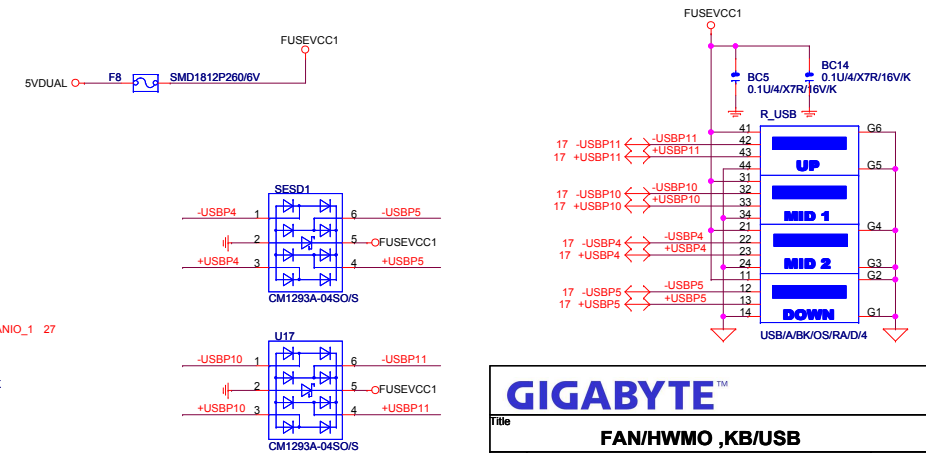 FUSEVCC1
5VDUAL
F8
SMD1812P260/6V
FUSEVCC1
BC5
0.1U/4/X7R/16V/K
BC14
0.1U/4/X7R/16V/K
R_USB
41
G6
17 -USBP11
-USBP11
42
17 +USBP11
+USBP11
43
44
UP
G5
31
17 -USBP10
-USBP10
32
17 +USBP10
+USBP10
33
34
MID 1
21
G4
17 -USBP4
-USBP4
22
17 +USBP4
+USBP4
23
24
MID 2
G3
11
G2
17 -USBP5
-USBP5
12
17 +USBP5
+USBP5
13
14
DOWN
G1
USB/A/BK/OS/RA/D/4
SESD1
-USBP4
1
6
-USBP5
2
5
FUSEVCC1
+USBP4
3
4
+USBP5
CM1293A-04SO/S
ANIO_1 27
U17
-USBP10
1
6
-USBP11
2
5
FUSEVCC1
+USBP10
3
4
+USBP11
CM1293A-04SO/S
GIGABYTE™
Title
FAN/HWMO ,KB/USB